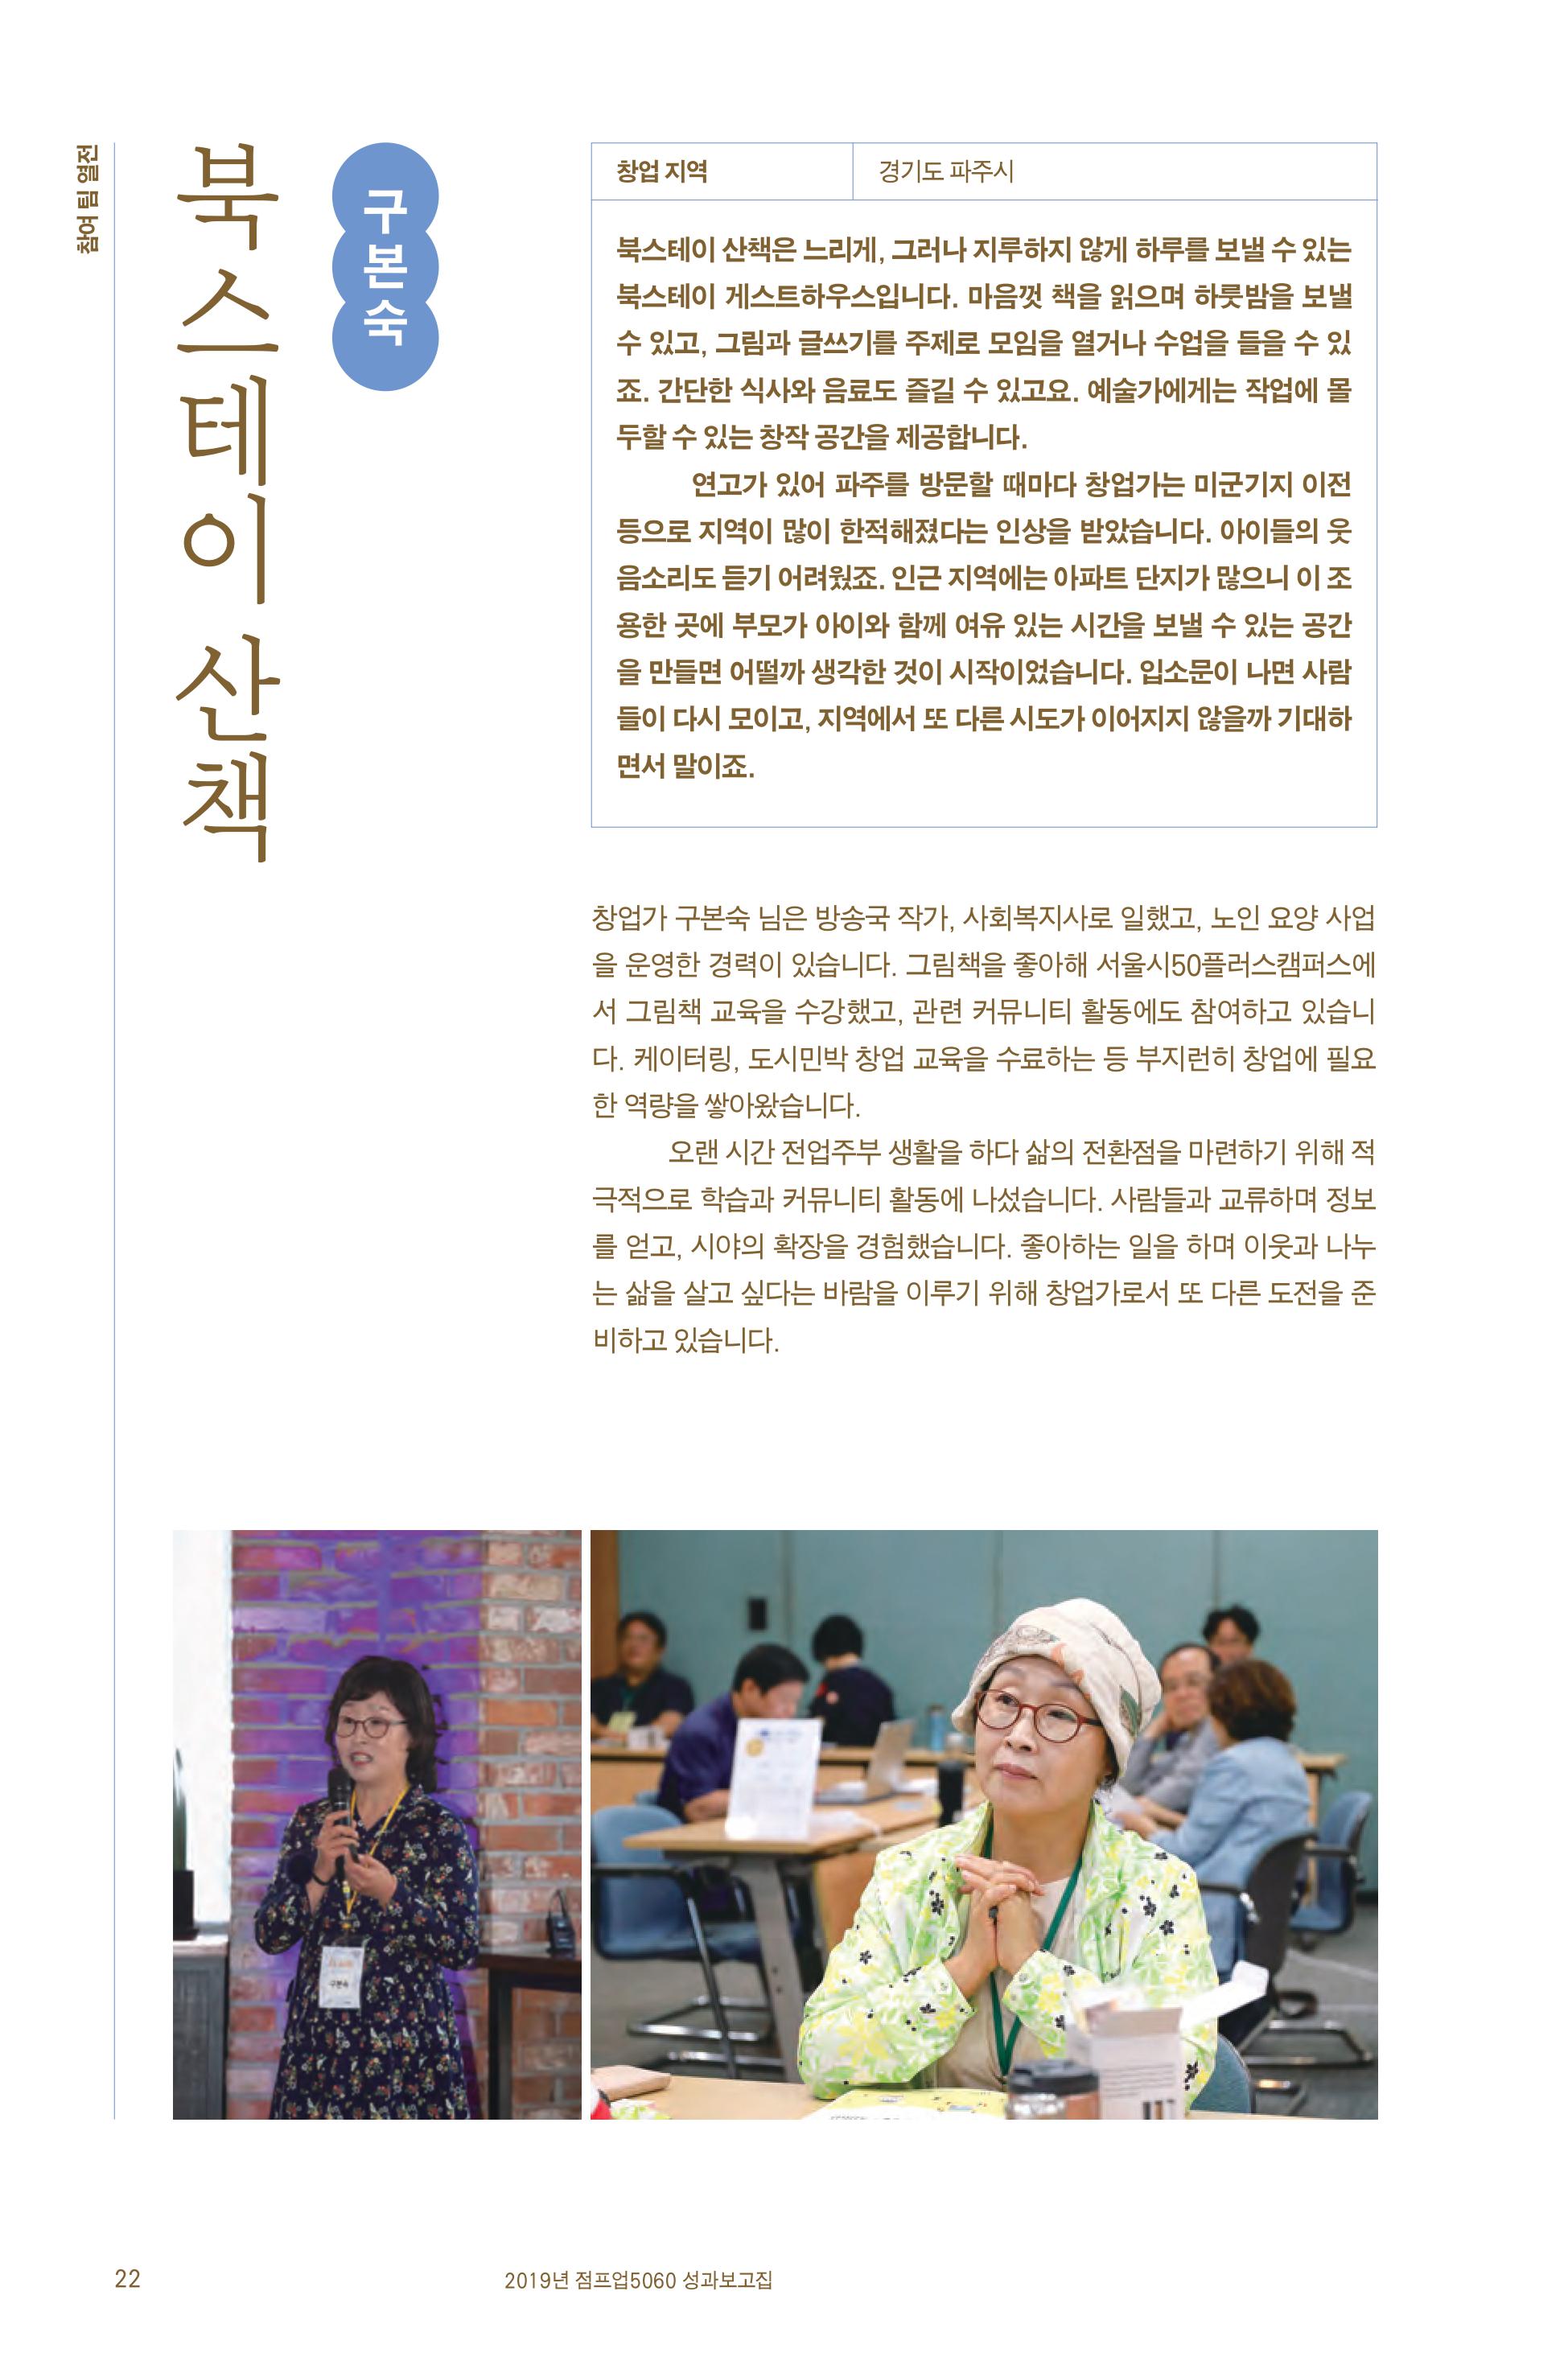 참여 팀 열전
북스테이 산책
구본숙
창업 지역
경기도 파주시
북스테이 산책은 느리게, 그러나 지루하지 않게 하루를 보낼 수 있는
북스테이 게스트하우스입니다. 마음껏 책을 읽으며 하룻밤을 보낼
수 있고, 그림과 글쓰기를 주제로 모임을 열거나 수업을 들을 수 있
죠. 간단한 식사와 음료도 즐길 수 있고요. 예술가에게는 작업에 몰
두할 수 있는 창작 공간을 제공합니다.
연고가 있어 파주를 방문할 때마다 창업가는 미군기지 이전
등으로 지역이 많이 한적해졌다는 인상을 받았습니다. 아이들의 웃
음소리도 듣기 어려웠죠. 인근 지역에는 아파트 단지가 많으니 이 조
용한 곳에 부모가 아이와 함께 여유 있는 시간을 보낼 수 있는 공간
을 만들면 어떨까 생각한 것이 시작이었습니다. 입소문이 나면 사람
들이 다시 모이고, 지역에서 또 다른 시도가 이어지지 않을까 기대하
면서 말이죠.
창업가 구본숙 님은 방송국 작가, 사회복지사로 일했고, 노인 요양 사업
을 운영한 경력이 있습니다. 그림책을 좋아해 서울시50플러스캠퍼스에
서 그림책 교육을 수강했고, 관련 커뮤니티 활동에도 참여하고 있습니
다. 케이터링, 도시민박 창업 교육을 수료하는 등 부지런히 창업에 필요
한 역량을 쌓아왔습니다.
오랜 시간 전업주부 생활을 하다 삶의 전환점을 마련하기 위해 적
극적으로 학습과 커뮤니티 활동에 나섰습니다. 사람들과 교류하며 정보
를 얻고, 시야의 확장을 경험했습니다. 좋아하는 일을 하며 이웃과 나누
는 삶을 살고 싶다는 바람을 이루기 위해 창업가로서 또 다른 도전을 준
비하고 있습니다.
구본숙
22
2019년 점프업5060 성과보고집